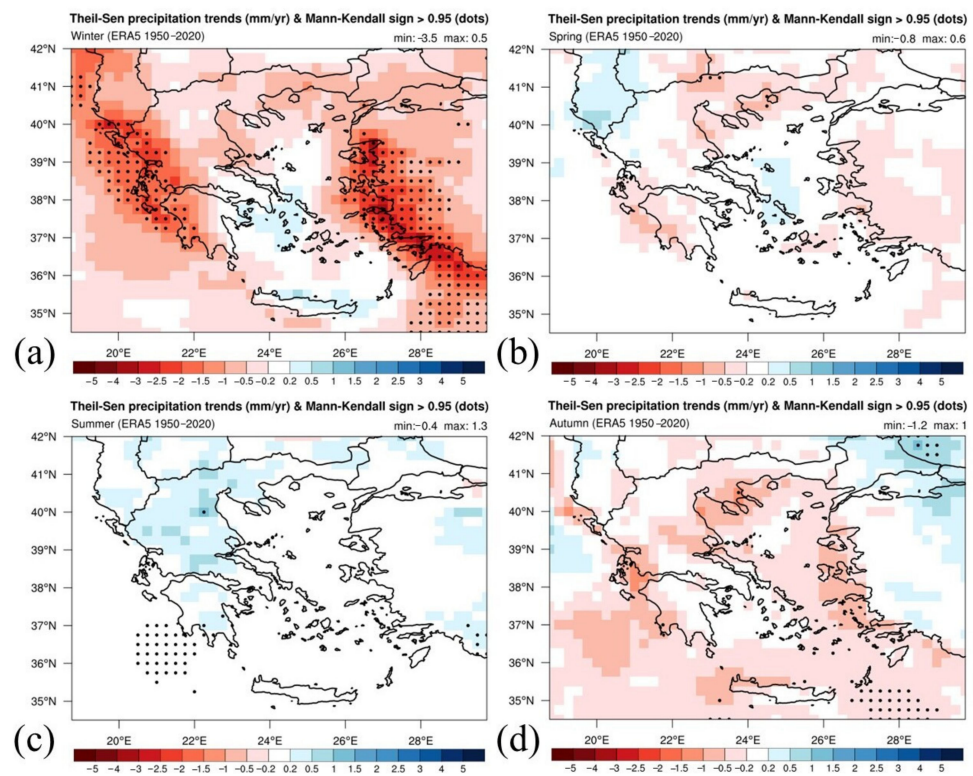 Theil-Sen precipitation trends (mm/yr) & Mann-Kendall sign > 0.95 (dots)
Winter (ERA5 1950-2020) min:-3.5 max: 0.5
42°N
41°N
40°N
39°N
38°N
37°N
36°N
35°N
20°E 22°E 24°E 26°E 28°E
(a)
-5 -4 -3 -2.5 -2 -1.5 -1 -0.5 -0.2 0.2 0.5 1 1.5 2 2.5 3 4 5
Theil-Sen precipitation trends (mm/yr) & Mann-Kendall sign > 0.95 (dots)
Spring (ERA5 1950-2020) min:-0.8 max: 0.6
42°N
41°N
40°N
39°N
38°N
37°N
36°N
35°N
20°E 22°E 24°E 26°E 28°E
(b)
-5 -4 -3 -2.5 -2 -1.5 -1 -0.5 -0.2 0.2 0.5 1 1.5 2 2.5 3 4 5
Theil-Sen precipitation trends (mm/yr) & Mann-Kendall sign > 0.95 (dots)
Summer (ERA5 1950-2020) min:-0.4 max: 1.3
42°N
41°N
40°N
39°N
38°N
37°N
36°N
35°N
20°E 22°E 24°E 26°E 28°E
(c)
-5 -4 -3 -2.5 -2 -1.5 -1 -0.5 -0.2 0.2 0.5 1 1.5 2 2.5 3 4 5
Theil-Sen precipitation trends (mm/yr) & Mann-Kendall sign > 0.95 (dots)
Autumn (ERA5 1950-2020) min:-1.2 max: 1
42°N
41°N
40°N
39°N
38°N
37°N
36°N
35°N
20°E 22°E 24°E 26°E 28°E
(d)
-5 -4 -3 -2.5 -2 -1.5 -1 -0.5 -0.2 0.2 0.5 1 1.5 2 2.5 3 4 5